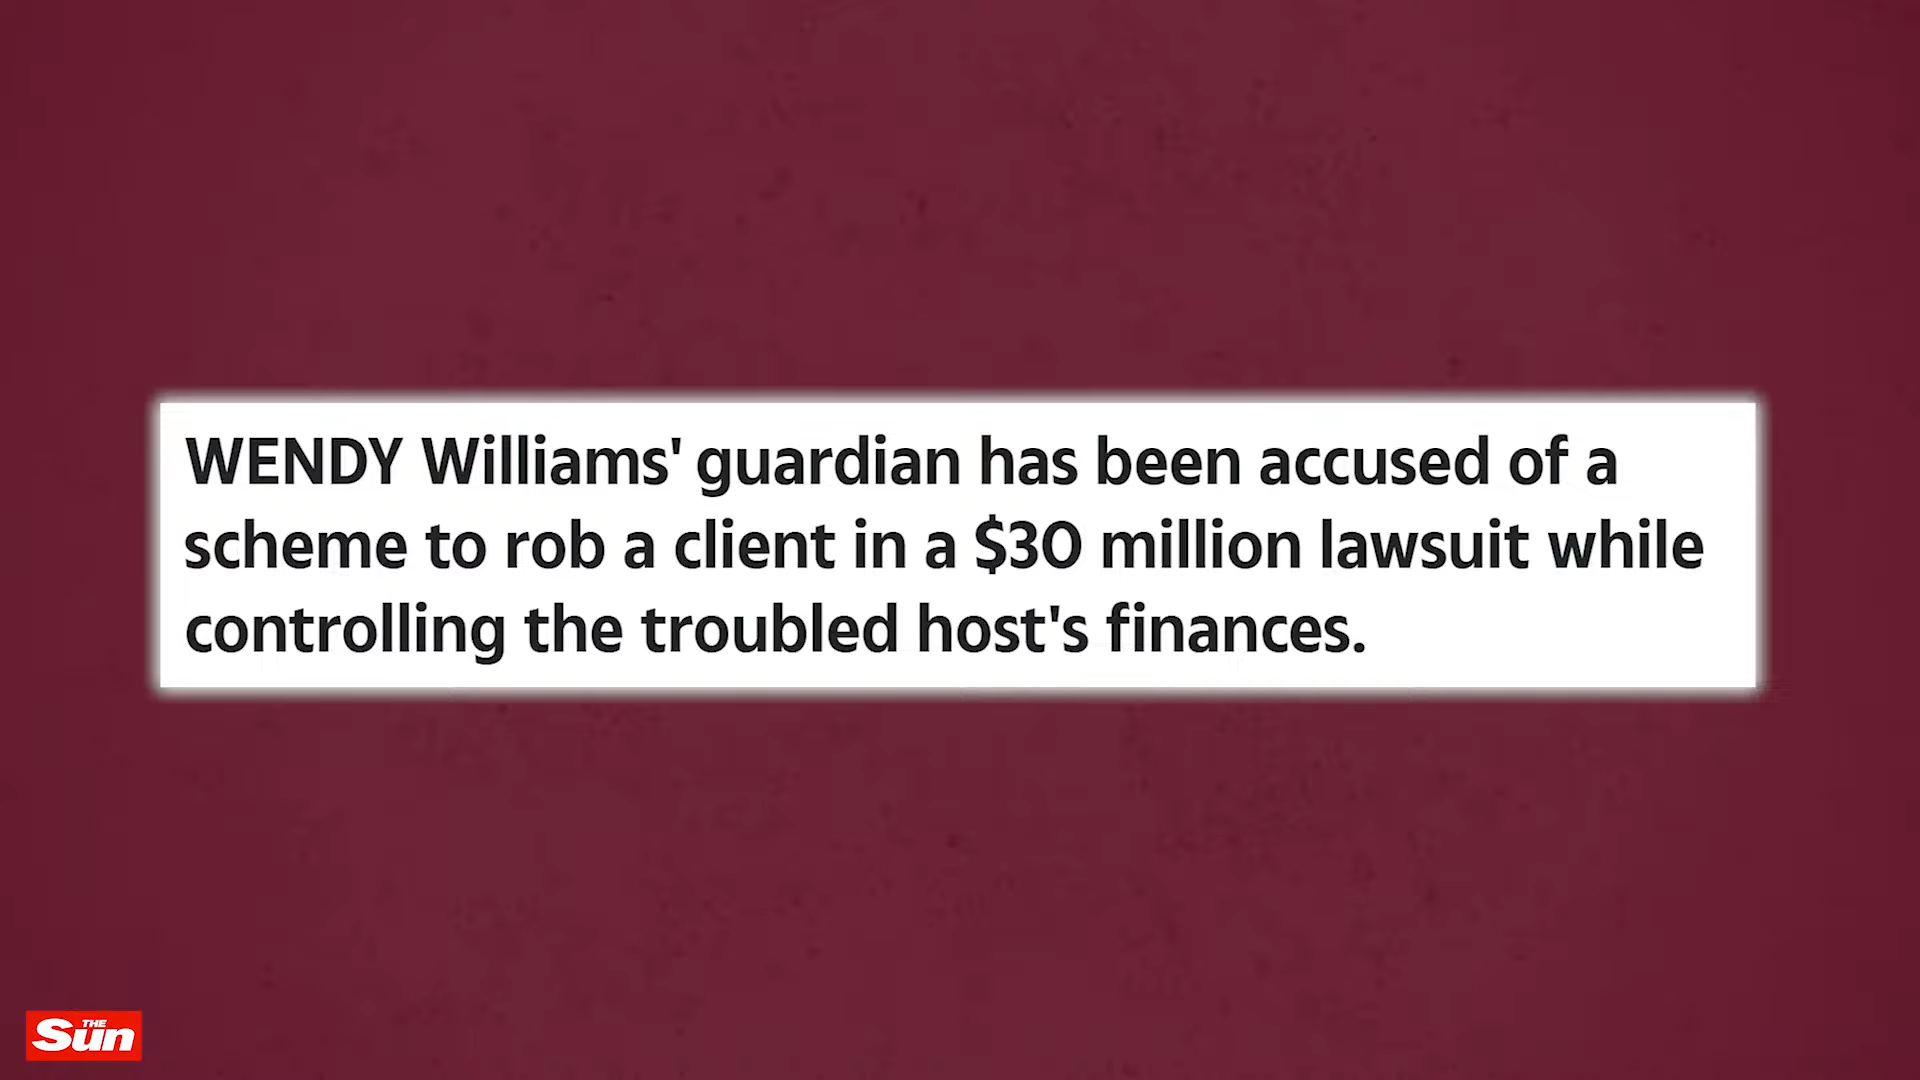 WENDY Williams' guardian has been accused of a
scheme to rob a client in a $30 million lawsuit while
controlling the troubled host's finances.
THE
Sun